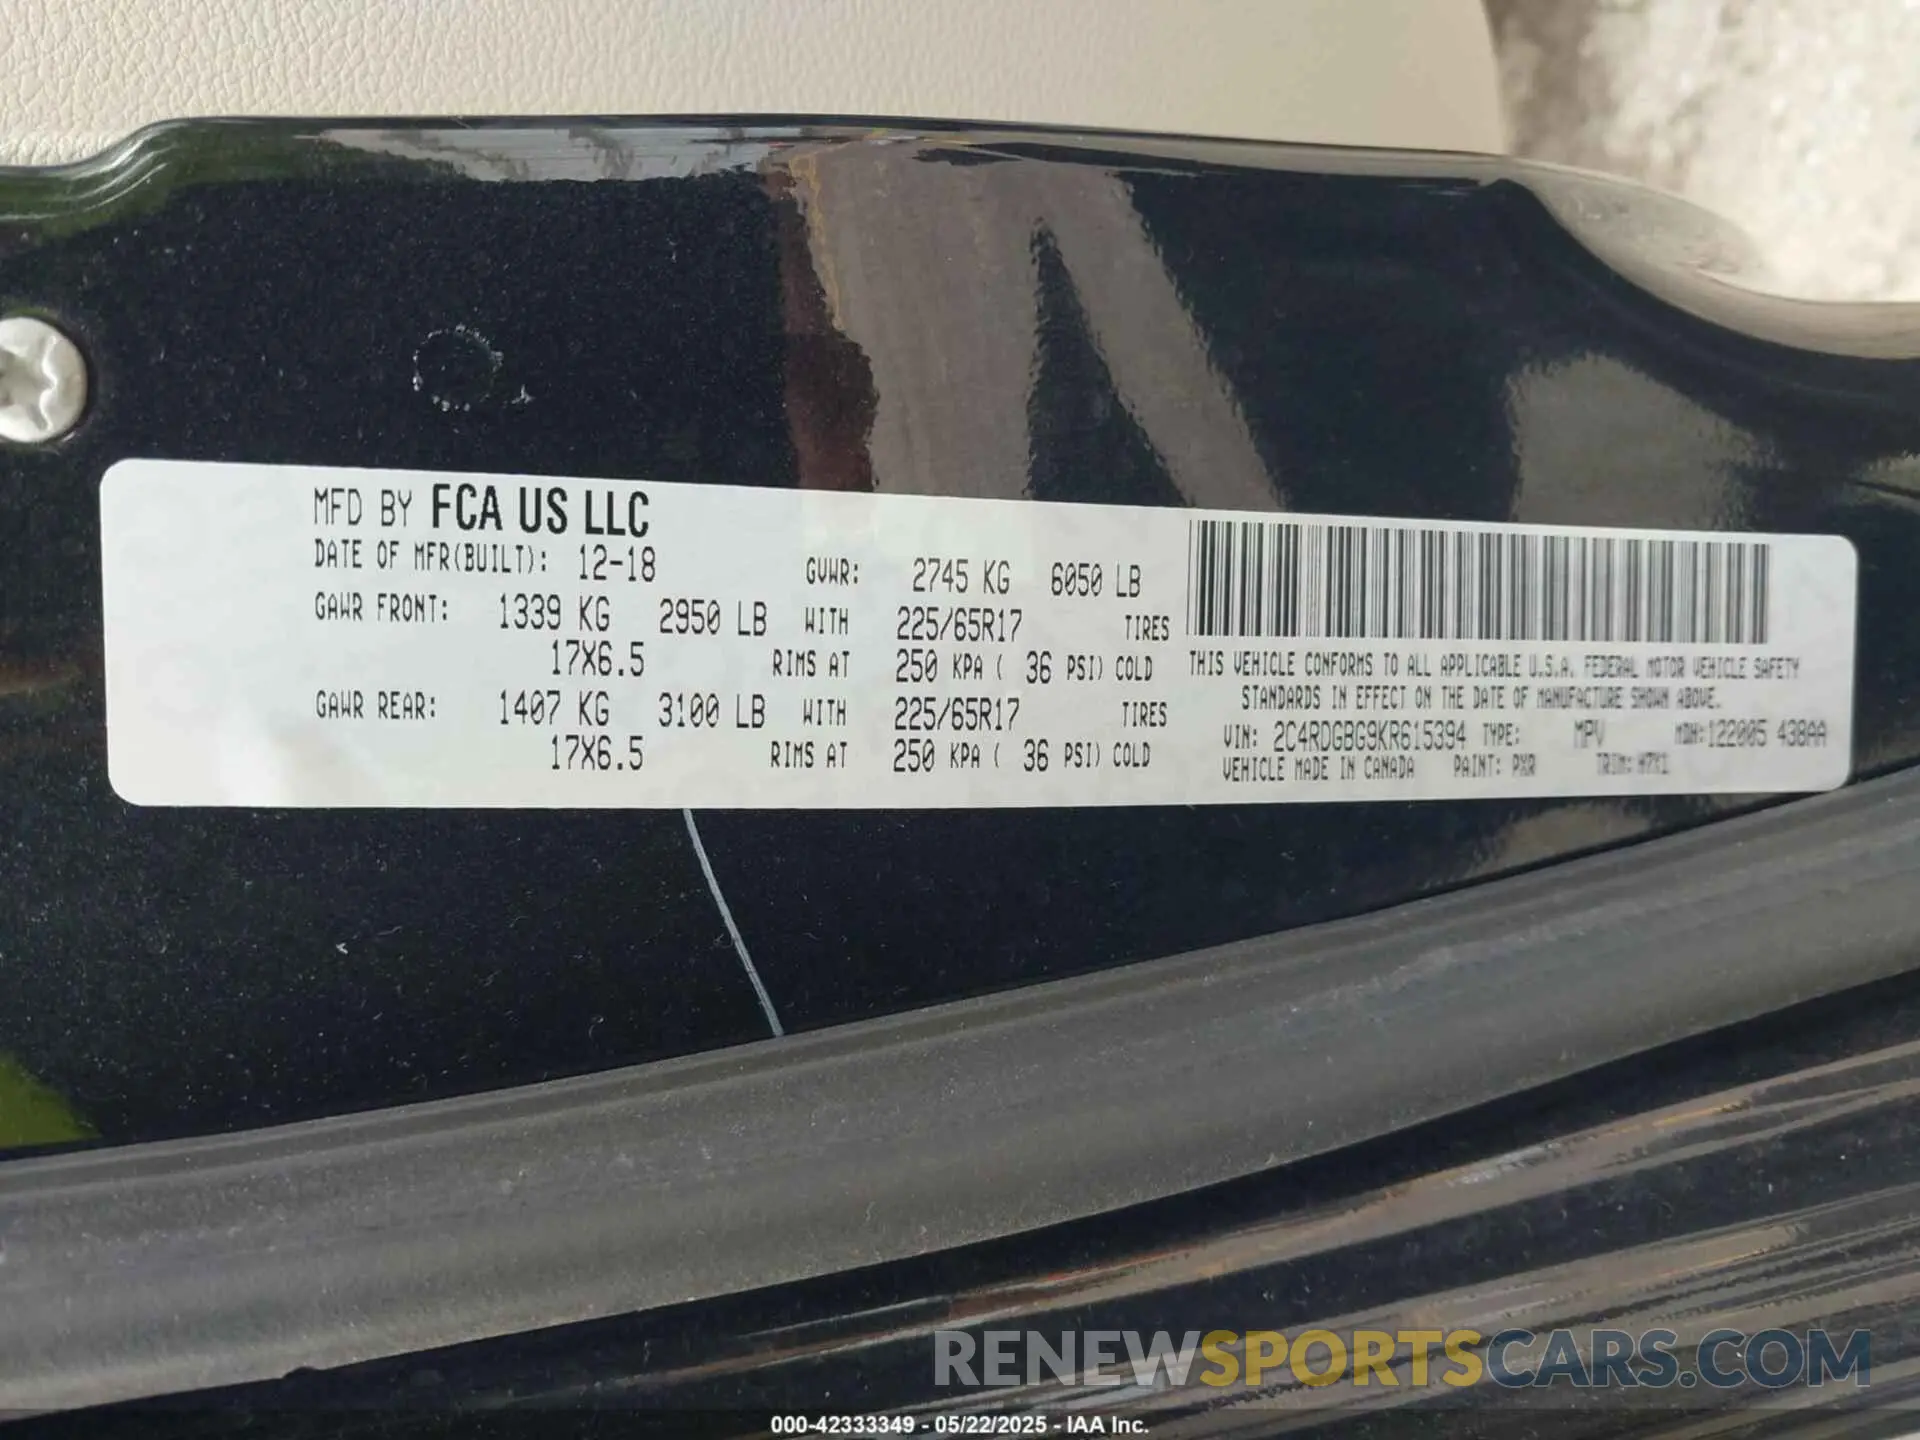 MFD BY FCA US LLC
DATE OF MFR(BUILT): 12-18 GVWR: 2745 KG 6050 LB
GAWR FRONT: 1339 KG 2950 LB WITH 225/65R17 TIRES
17X6.5 RIMS AT 250 KPA ( 36 PSI) COLD
GAWR REAR: 1407 KG 3100 LB WITH 225/65R17 TIRES
17X6.5 RIMS AT 250 KPA ( 36 PSI) COLD
THIS VEHICLE CONFORMS TO ALL APPLICABLE U.S.A. FEDERAL MOTOR VEHICLE SAFETY
STANDARDS IN EFFECT ON THE DATE OF MANUFACTURE SHOWN ABOVE.
VIN: 2C4RDGBG9KR615394 TYPE: MPV MDH:122005 438AA
VEHICLE MADE IN CANADA PAINT: PXR TRIM:
RENEWSPORTSCARS.COM
000-42333349 - 05/22/2025 - IAA Inc.